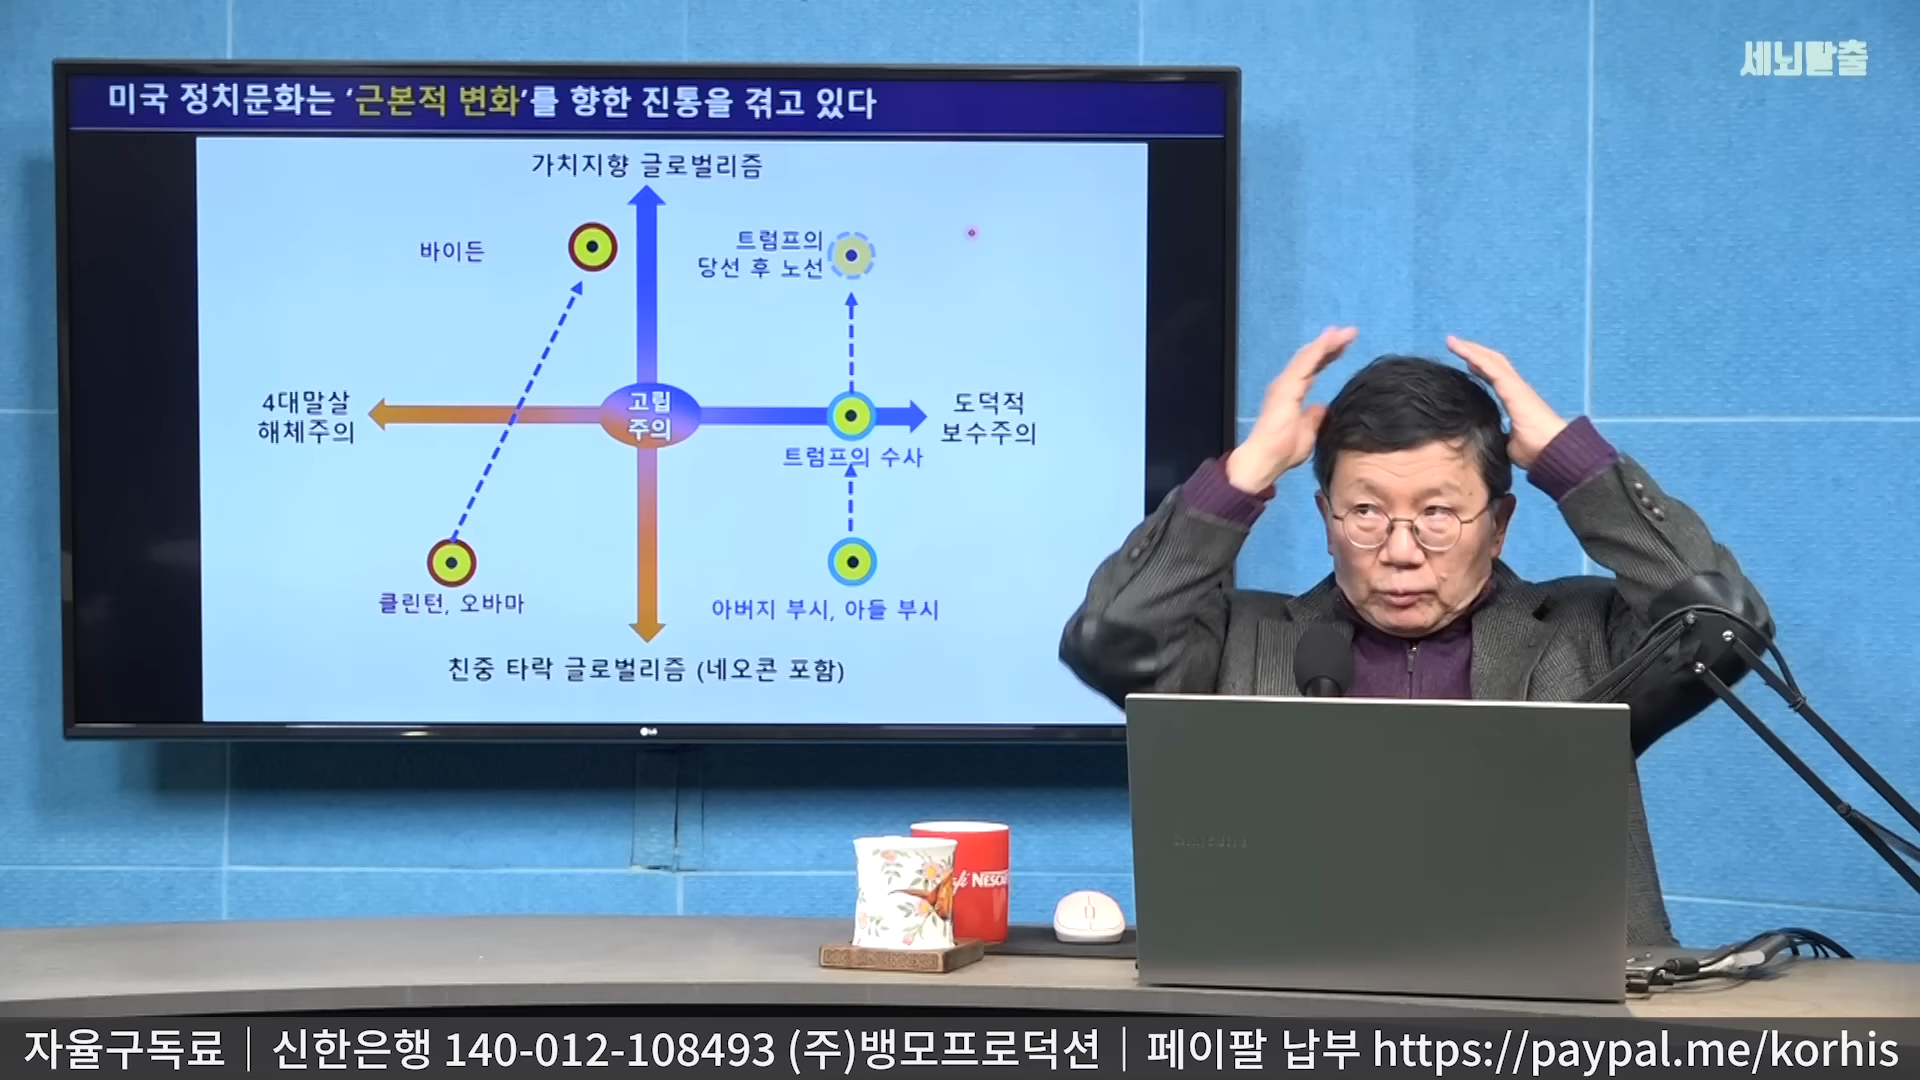 세뇌탈출
미국 정치문화는 '근본적 변화'를 향한 진통을 겪고 있다
가치지향 글로벌리즘
바이든
트럼프의
당선 후 노선
4대말살
해체주의
고립
주의
도덕적
보수주의
트럼프의 수사
클린턴, 오바마
아버지 부시, 아들 부시
친중 타락 글로벌리즘 (네오콘 포함)
LG
NESCA
SAMSUNG
자율구독료｜신한은행 140-012-108493 (주)뱅모프로덕션｜페이팔 납부 https://paypal.me/korhis